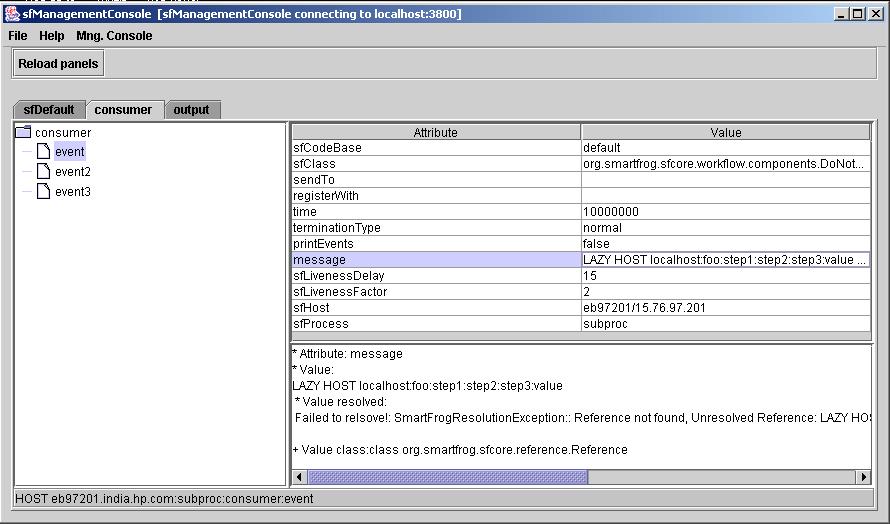 sfManagementConsole [sfManagementConsole connecting to localhost:3800]
File Help Mng. Console
Reload panels
sfDefault consumer output
consumer
event
event2
event3
Attribute Value
sfCodeBase default
sfClass org.smartfrog.sfcore.workflow.components.DoNot...
sendTo
registerWith
time 10000000
terminationType normal
printEvents false
message LAZY HOST localhost:foo:step1:step2:step3:value ...
sfLivenessDelay 15
sfLivenessFactor 2
sfHost eb97201/15.76.97.201
sfProcess subproc
* Attribute: message
* Value:
LAZY HOST localhost:foo:step1:step2:step3:value
* Value resolved:
Failed to relsove!: SmartFrogResolutionException:: Reference not found, Unresolved Reference: LAZY HOS
+ Value class:class org.smartfrog.sfcore.reference.Reference
HOST eb97201.india.hp.com:subproc:consumer:event